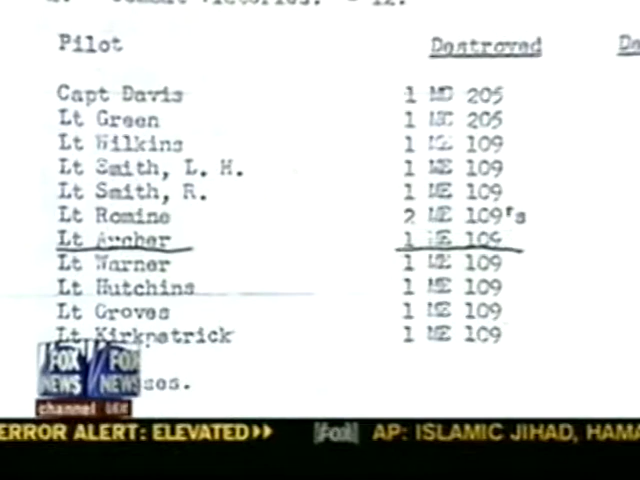 Pilot Destroyed
Capt Davis 1 MC 205
Lt Green 1 MC 205
Lt Wilkins 1 ME 109
Lt Smith, L. H. 1 ME 109
Lt Smith, R. 1 ME 109
Lt Romine 2 ME 109's
Lt Archer 1 ME 109
Lt Warner 1 ME 109
Lt Hutchins 1 ME 109
Lt Groves 1 ME 109
Lt Kirkpatrick 1 ME 109
FOX NEWS FOX NEWS
channel
ERROR ALERT: ELEVATED Fox AP: ISLAMIC JIHAD, HAMA